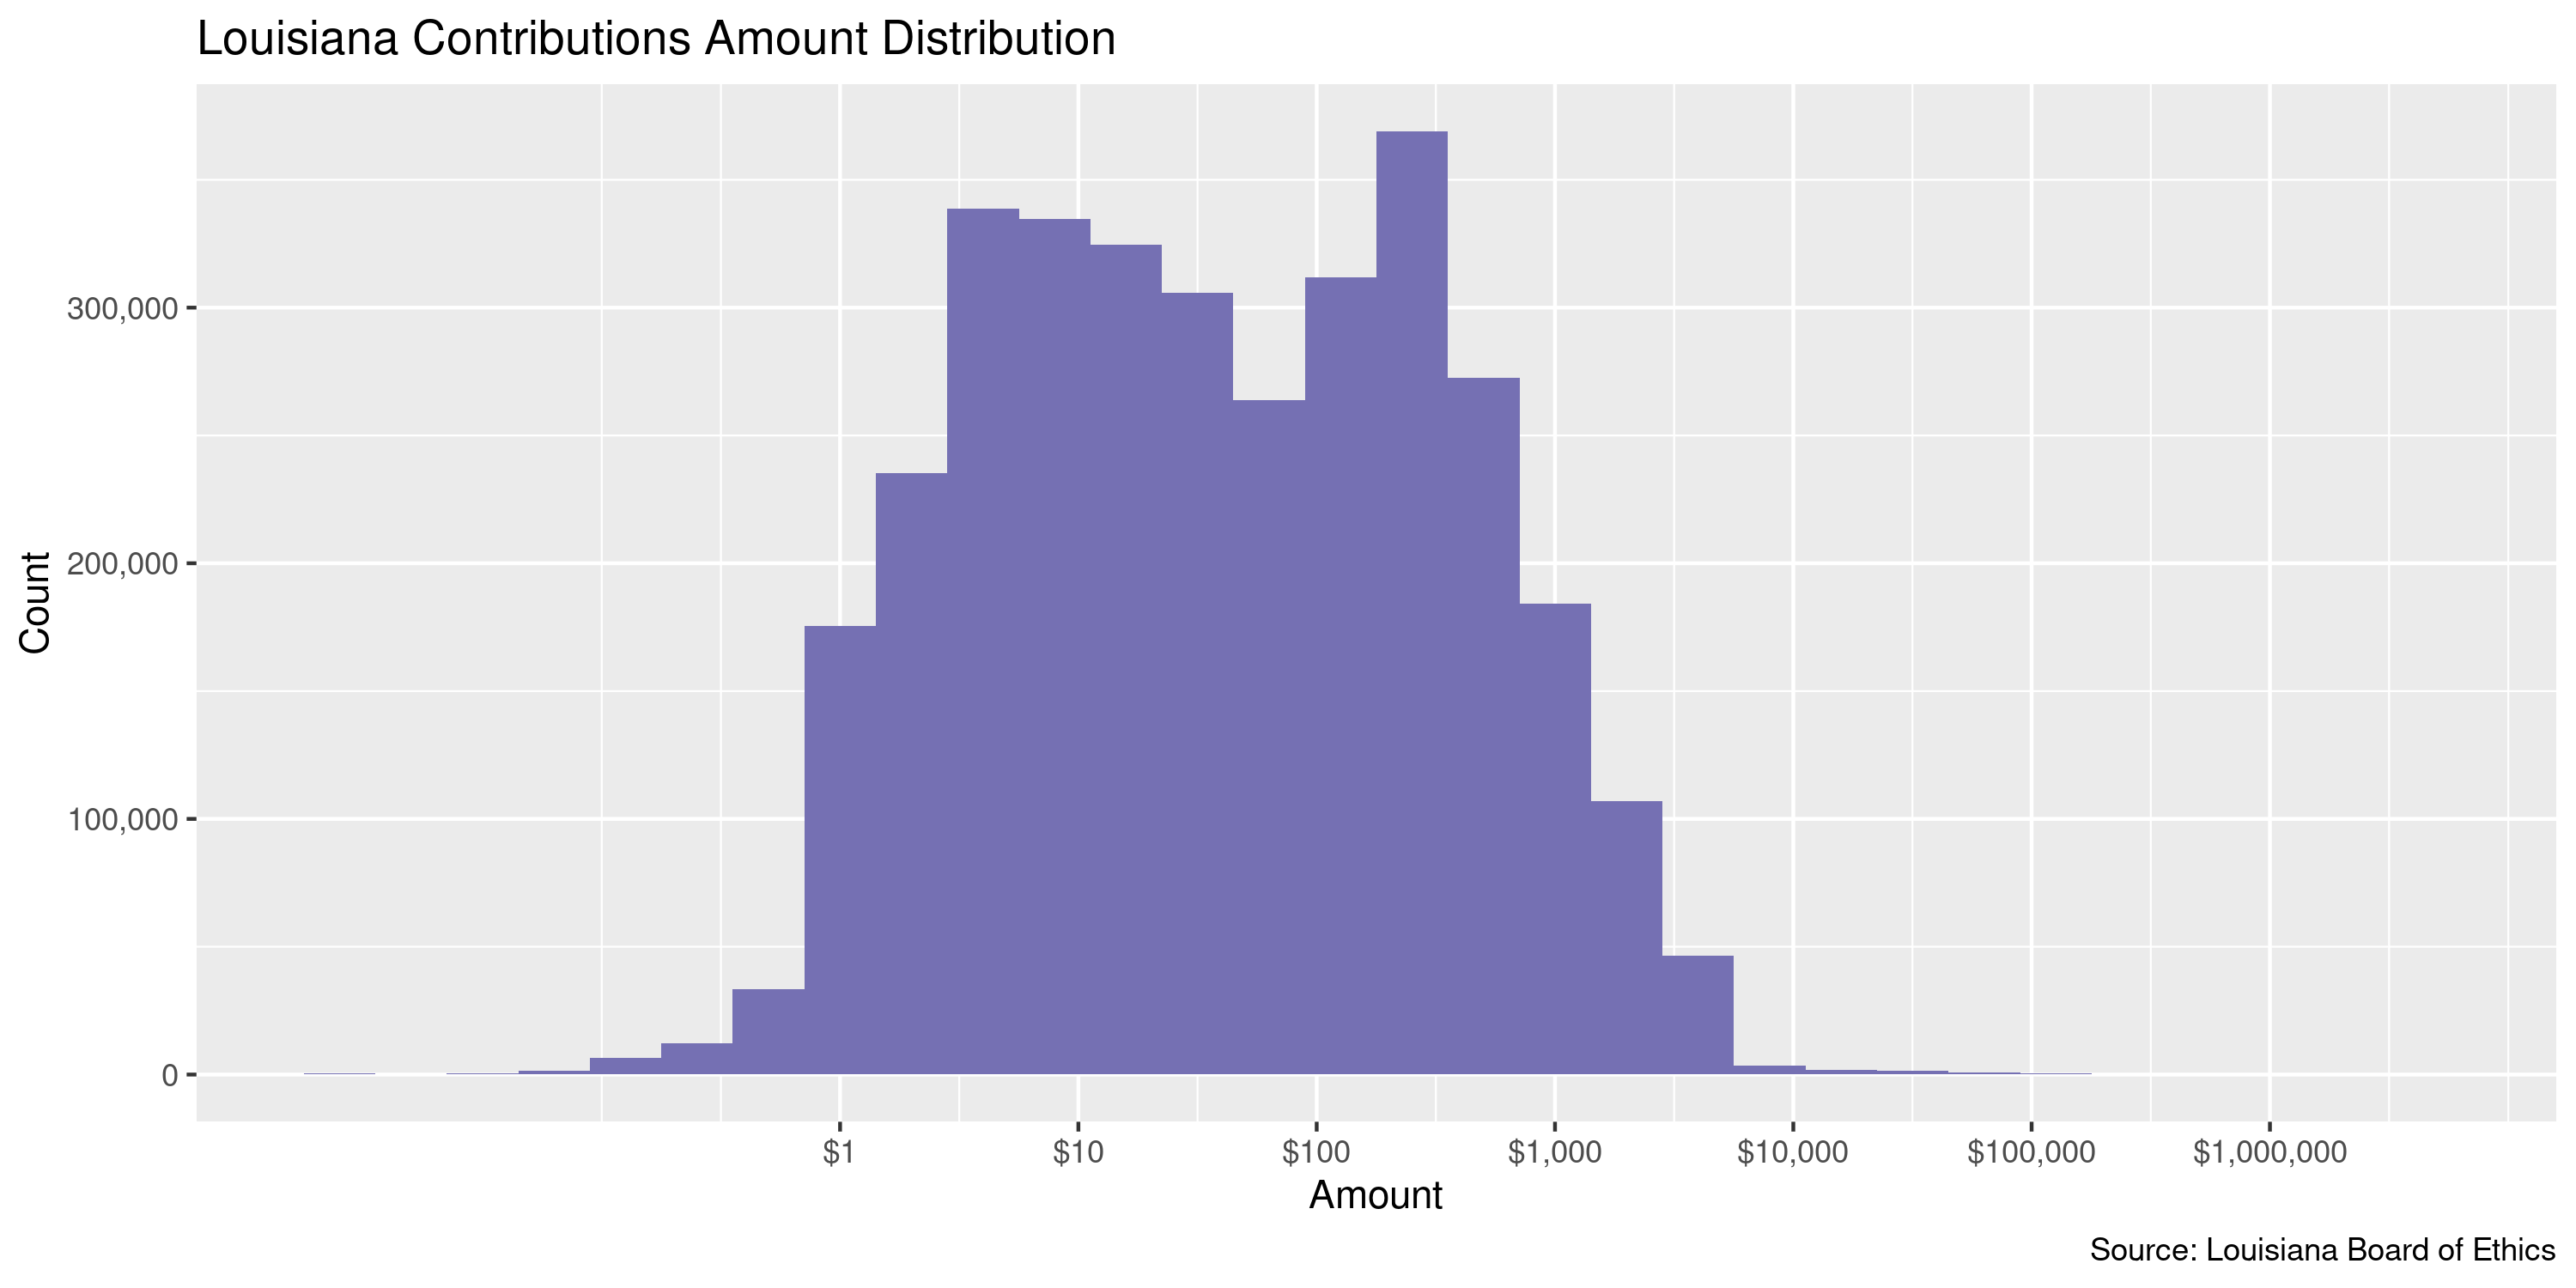 Louisiana Contributions Amount Distribution
Count
300,000
200,000
100,000
0
$1 $10 $100 $1,000 $10,000 $100,000 $1,000,000
Amount
Source: Louisiana Board of Ethics